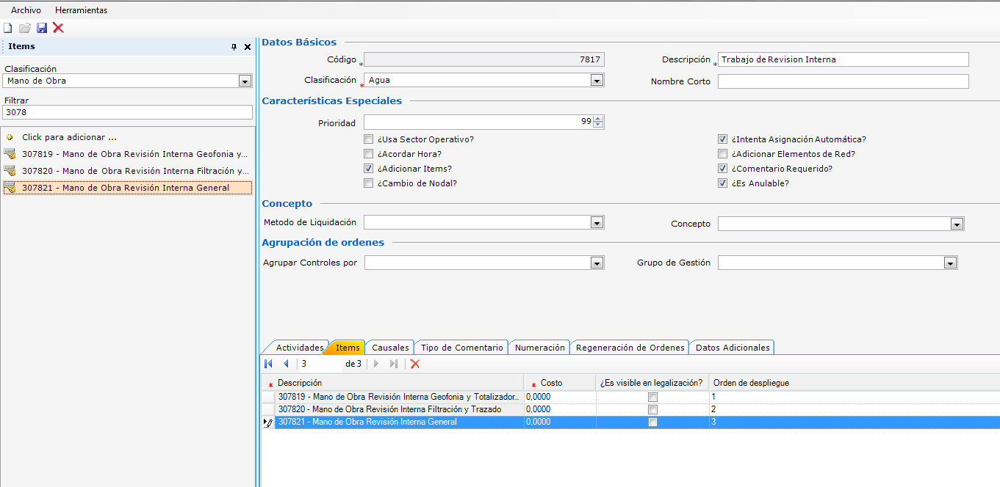 Archivo Herramientas
Items
Clasificación
Mano de Obra
Filtrar
3078
Click para adicionar ...
307819 - Mano de Obra Revisión Interna Geofonia y...
307820 - Mano de Obra Revisión Interna Filtración y...
307821 - Mano de Obra Revisión Interna General
Datos Básicos
Código * 7817 Descripción * Trabajo de Revision Interna
Clasificación * Agua Nombre Corto
Características Especiales
Prioridad 99
¿Usa Sector Operativo? ¿Intenta Asignación Automática?
¿Acordar Hora? ¿Adicionar Elementos de Red?
¿Adicionar Items? ¿Comentario Requerido?
¿Cambio de Nodal? ¿Es Anulable?
Concepto
Metodo de Liquidación Concepto
Agrupación de ordenes
Agrupar Controles por Grupo de Gestión
Actividades Items Causales Tipo de Comentario Numeración Regeneración de Ordenes Datos Adicionales
3 de 3
* Descripción * Costo ¿Es visible en legalización? Orden de despliegue
307819 - Mano de Obra Revisión Interna Geofonia y Totalizador... 0,0000 1
307820 - Mano de Obra Revisión Interna Filtración y Trazado 0,0000 2
307821 - Mano de Obra Revisión Interna General 0,0000 3